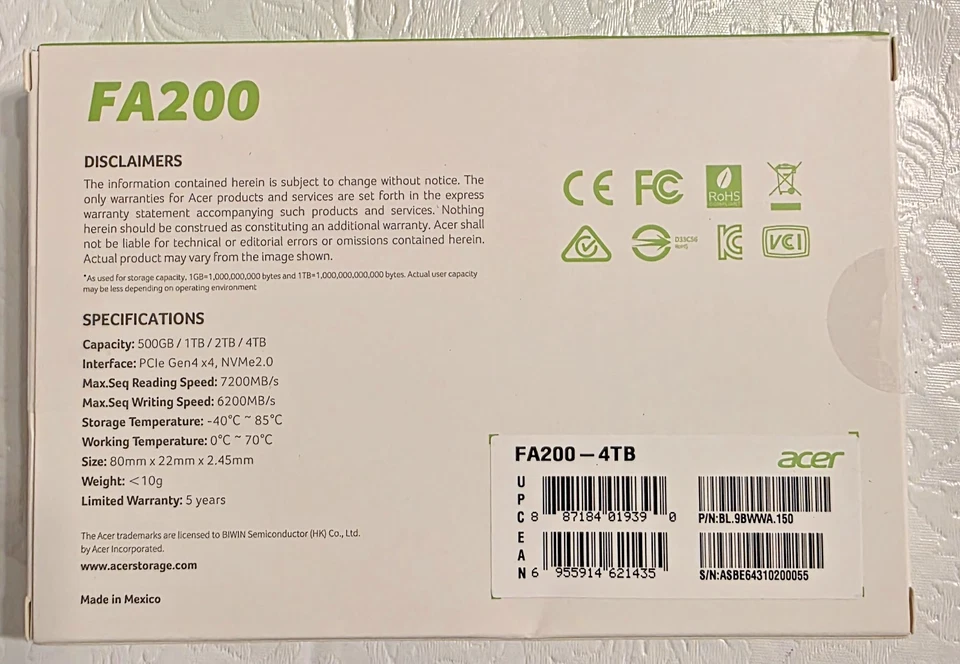 FA200
DISCLAIMERS
The information contained herein is subject to change without notice. The
only warranties for Acer products and services are set forth in the express
warranty statement accompanying such products and services. Nothing
herein should be construed as constituting an additional warranty. Acer shall
not be liable for technical or editorial errors or omissions contained herein.
Actual product may vary from the image shown.
*As used for storage capacity, 1GB=1,000,000,000 bytes and 1TB=1,000,000,000,000 bytes. Actual user capacity
may be less depending on operating environment
SPECIFICATIONS
Capacity: 500GB / 1TB / 2TB / 4TB
Interface: PCIe Gen4 x4, NVMe2.0
Max.Seq Reading Speed: 7200MB/s
Max.Seq Writing Speed: 6200MB/s
Storage Temperature: -40°C ~ 85°C
Working Temperature: 0°C ~ 70°C
Size: 80mm x 22mm x 2.45mm
Weight: <10g
Limited Warranty: 5 years
The Acer trademarks are licensed to BIWIN Semiconductor (HK) Co., Ltd.
by Acer Incorporated.
www.acerstorage.com
Made in Mexico
CE FC RoHS
D33C56
RoHS
KC VCI
FA200-4TB acer
UPC 8 87184 01939 0
P/N:BL.9BWWA.150
EAN 6 955914 621435
S/N:ASBE64310200055